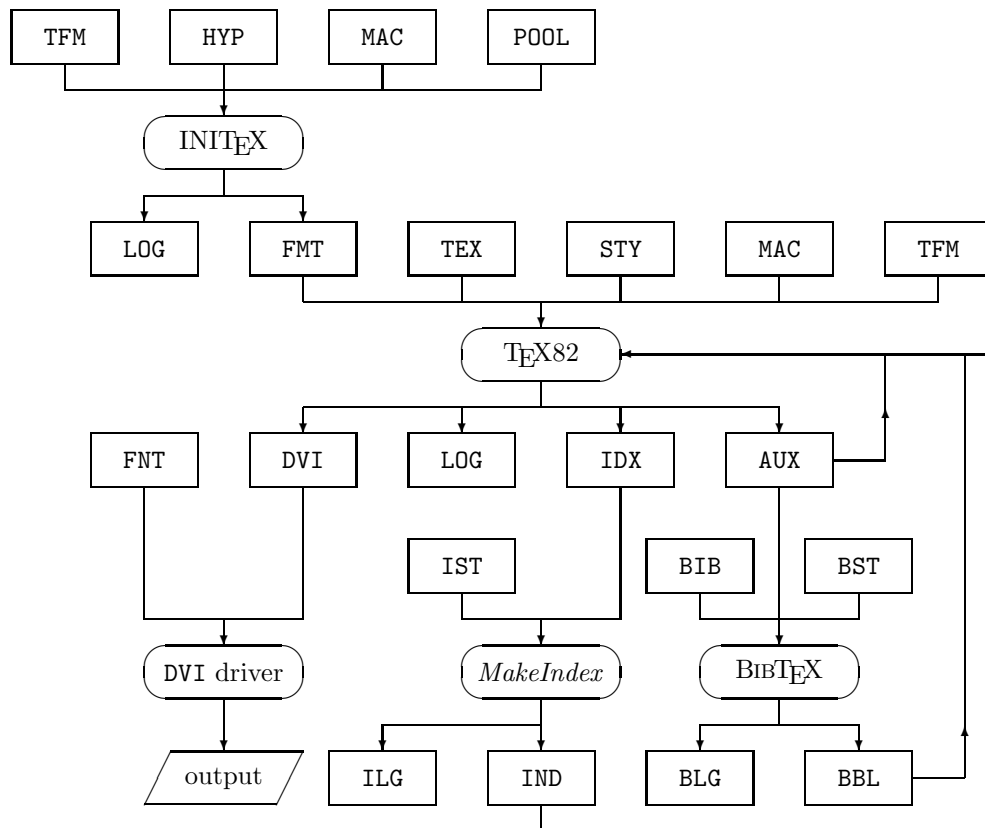 TFM HYP MAC POOL
INITEX
LOG FMT TEX STY MAC TFM
TEX82
FNT DVI LOG IDX AUX
IST BIB BST
DVI driver MakeIndex BIBTEX
output ILG IND BLG BBL